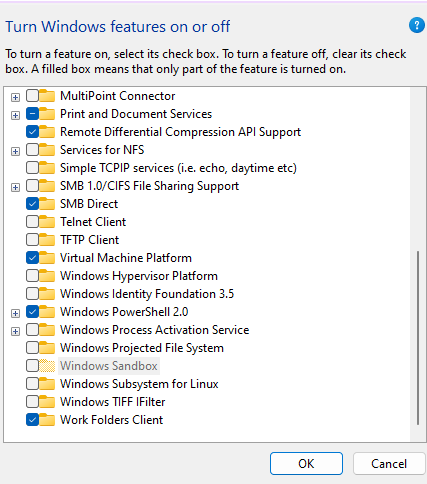 Turn Windows features on or off
?
To turn a feature on, select its check box. To turn a feature off, clear its check
box. A filled box means that only part of the feature is turned on.
MultiPoint Connector
Print and Document Services
Remote Differential Compression API Support
Services for NFS
Simple TCPIP services (i.e. echo, daytime etc)
SMB 1.0/CIFS File Sharing Support
SMB Direct
Telnet Client
TFTP Client
Virtual Machine Platform
Windows Hypervisor Platform
Windows Identity Foundation 3.5
Windows PowerShell 2.0
Windows Process Activation Service
Windows Projected File System
Windows Sandbox
Windows Subsystem for Linux
Windows TIFF IFilter
Work Folders Client
OK Cancel